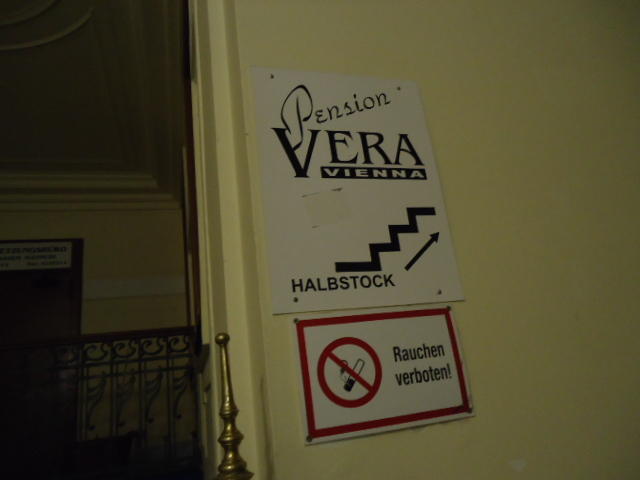 Pension
VERA
VIENNA
HALBSTOCK
Rauchen
verboten!